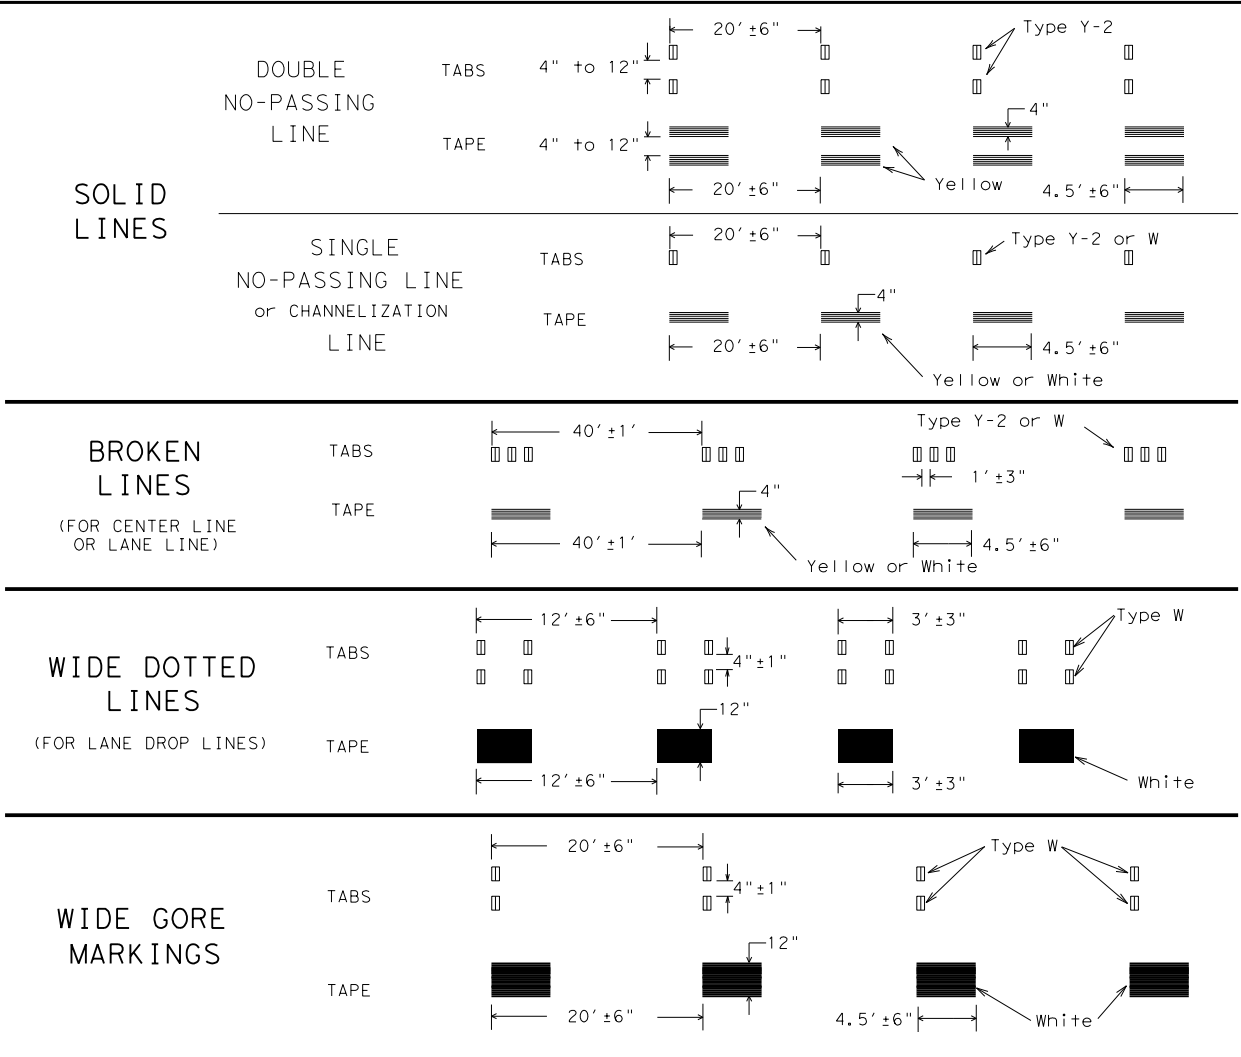 SOLID
LINES
DOUBLE
NO-PASSING
LINE
TABS
4" to 12"
20'±6"
Type Y-2
TAPE
4" to 12"
4"
20'±6"
Yellow
4.5'±6"
SINGLE
NO-PASSING LINE
or CHANNELIZATION
LINE
TABS
20'±6"
Type Y-2 or W
TAPE
4"
20'±6"
4.5'±6"
Yellow or White
BROKEN
LINES
(FOR CENTER LINE
OR LANE LINE)
TABS
40'±1'
Type Y-2 or W
1'±3"
TAPE
4"
40'±1'
4.5'±6"
Yellow or White
WIDE DOTTED
LINES
(FOR LANE DROP LINES)
TABS
12'±6"
3'±3"
Type W
4"±1"
TAPE
12"
12'±6"
3'±3"
White
WIDE GORE
MARKINGS
TABS
20'±6"
Type W
4"±1"
TAPE
12"
20'±6"
4.5'±6"
White